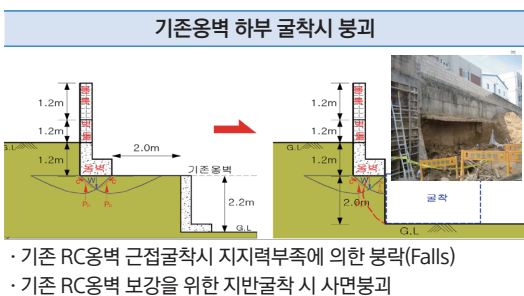 기존옹벽 하부 굴착시 붕괴
1.2m
1.2m
1.2m
G.L
2.0m
기존옹벽
2.2m
G.L
W
1.2m
1.2m
1.2m
G.L
2.0m
굴착
G.L
W
· 기존 RC옹벽 근접굴착시 지지력부족에 의한 붕락(Falls)
· 기존 RC옹벽 보강을 위한 지반굴착 시 사면붕괴